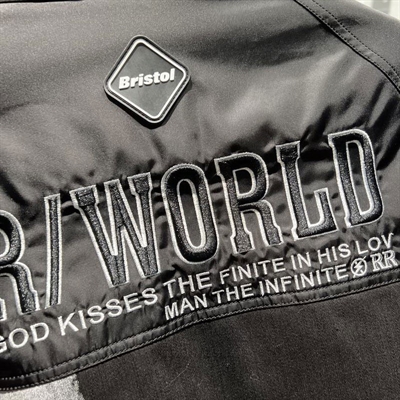 Bristol
R/WORLD
GOD KISSES THE FINITE IN HIS LOV
MAN THE INFINITE RR